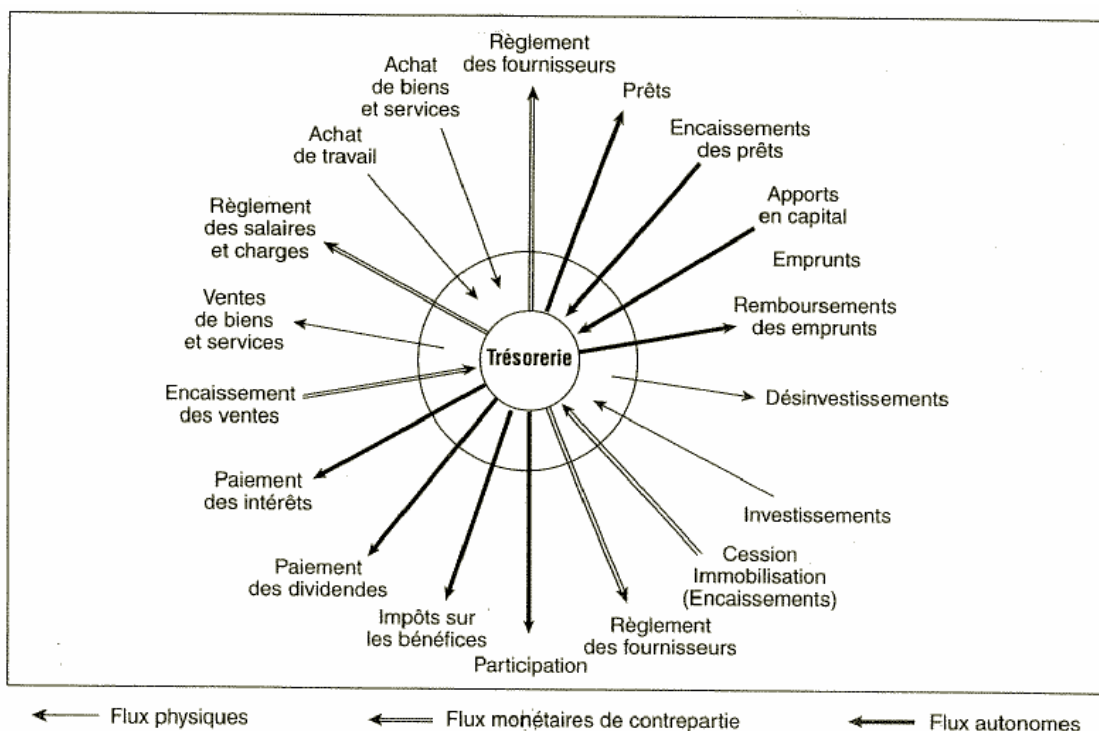 Règlement
des fournisseurs
Achat
de biens
et services
Prêts
Achat
de travail
Encaissements
des prêts
Règlement
des salaires
et charges
Apports
en capital
Emprunts
Ventes
de biens
et services
Remboursements
des emprunts
Trésorerie
Encaissement
des ventes
Désinvestissements
Paiement
des intérêts
Investissements
Cession
Immobilisation
(Encaissements)
Paiement
des dividendes
Impôts sur
les bénéfices
Règlement
des fournisseurs
Participation
Flux physiques
Flux monétaires de contrepartie
Flux autonomes